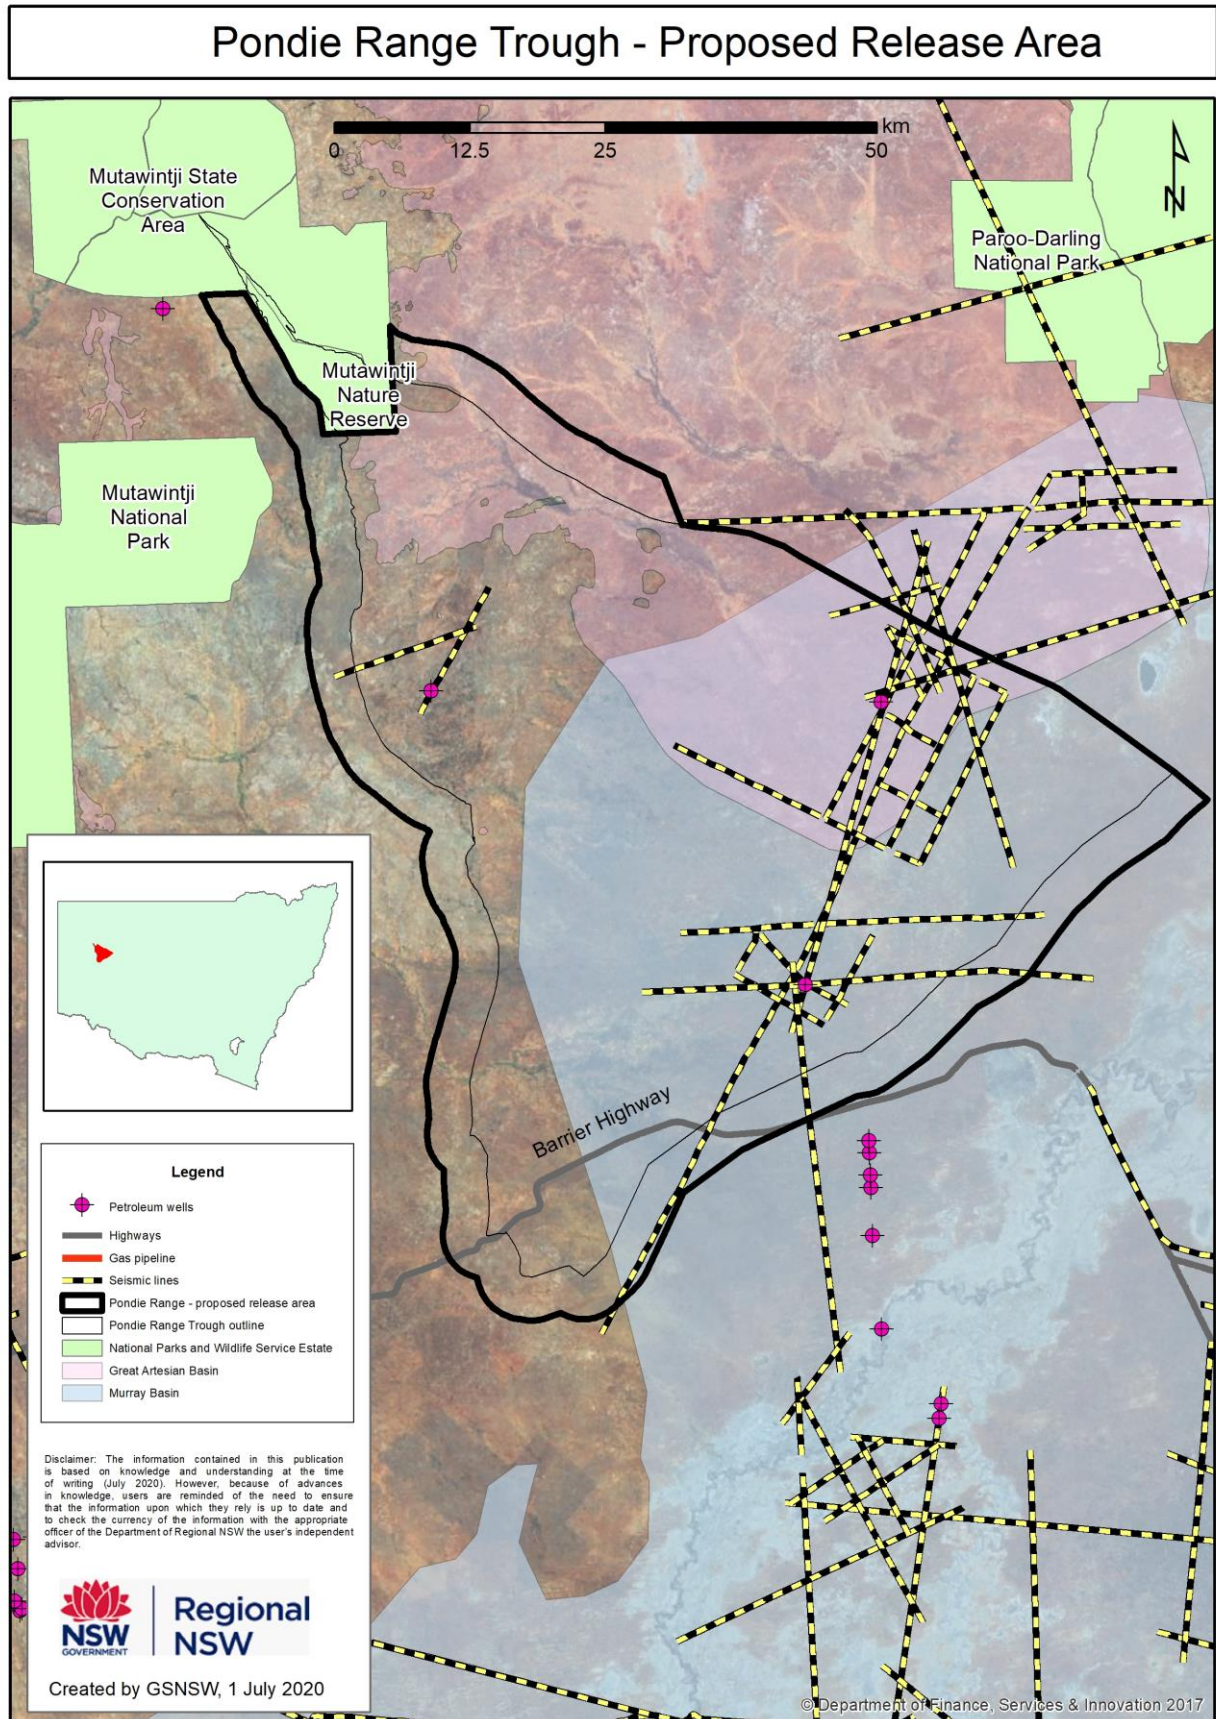 Pondie Range Trough - Proposed Release Area
km
0
12.5
25
50
N
Mutawintji State
Conservation
Area
Paroo-Darling
National Park
Mutawintji
Nature
Reserve
Mutawintji
National
Park
Barrier Highway
Legend
Petroleum wells
Highways
Gas pipeline
Seismic lines
Pondie Range - proposed release area
Pondie Range Trough outline
National Parks and Wildlife Service Estate
Great Artesian Basin
Murray Basin
Disclaimer: The information contained in this publication
is based on knowledge and understanding at the time
of writing (July 2020). However, because of advances
in knowledge, users are reminded of the need to ensure
that the information upon which they rely is up to date and
to check the currency of the information with the appropriate
officer of the Department of Regional NSW the user's independent
advisor.
NSW
GOVERNMENT
Regional
NSW
Created by GSNSW, 1 July 2020
© Department of Finance, Services & Innovation 2017